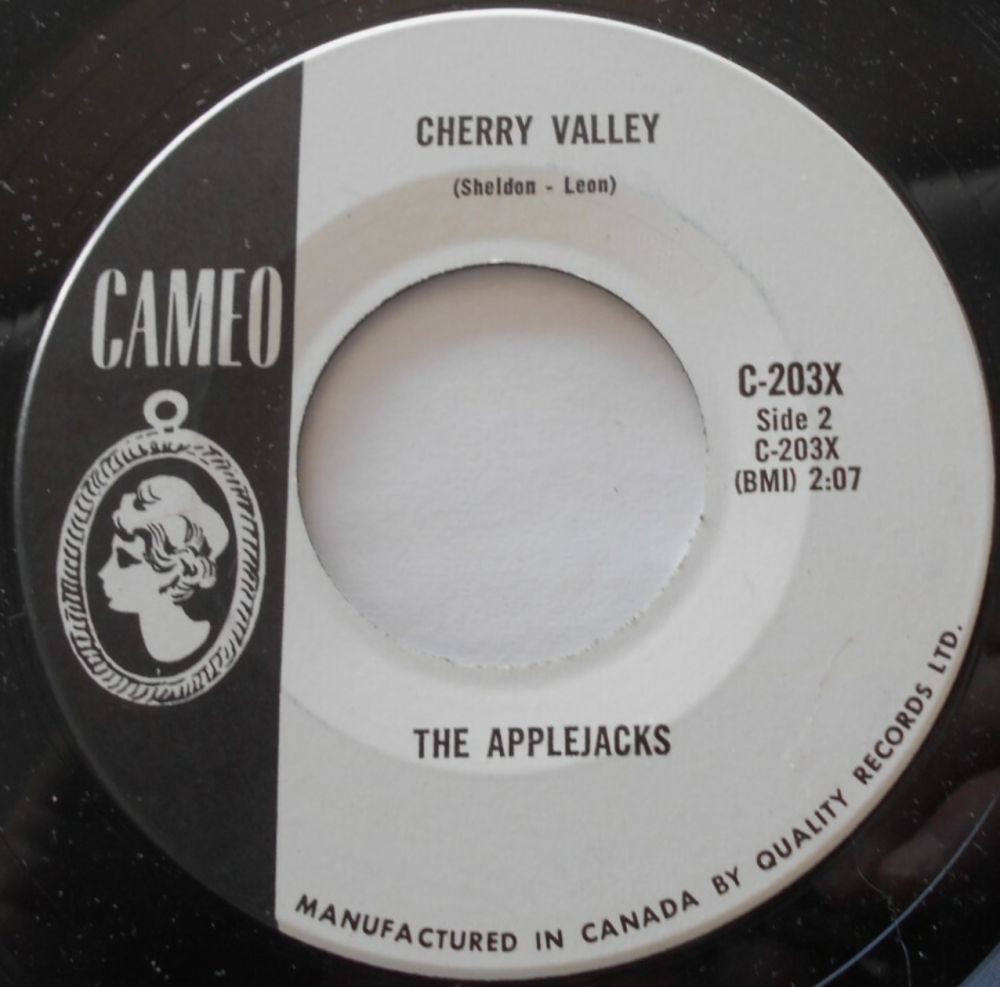 CHERRY VALLEY
(Sheldon - Leon)
CAMEO
C-203X
Side 2
C-203X
(BMI) 2:07
THE APPLEJACKS
MANUFACTURED IN CANADA BY QUALITY RECORDS LTD.